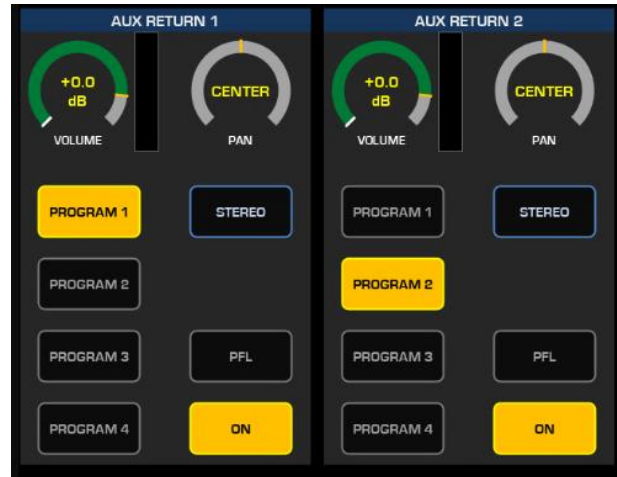 AUX RETURN 1
+0.0
dB
CENTER
VOLUME
PAN
PROGRAM 1
STEREO
PROGRAM 2
PROGRAM 3
PFL
PROGRAM 4
ON
AUX RETURN 2
+0.0
dB
CENTER
VOLUME
PAN
PROGRAM 1
STEREO
PROGRAM 2
PROGRAM 3
PFL
PROGRAM 4
ON